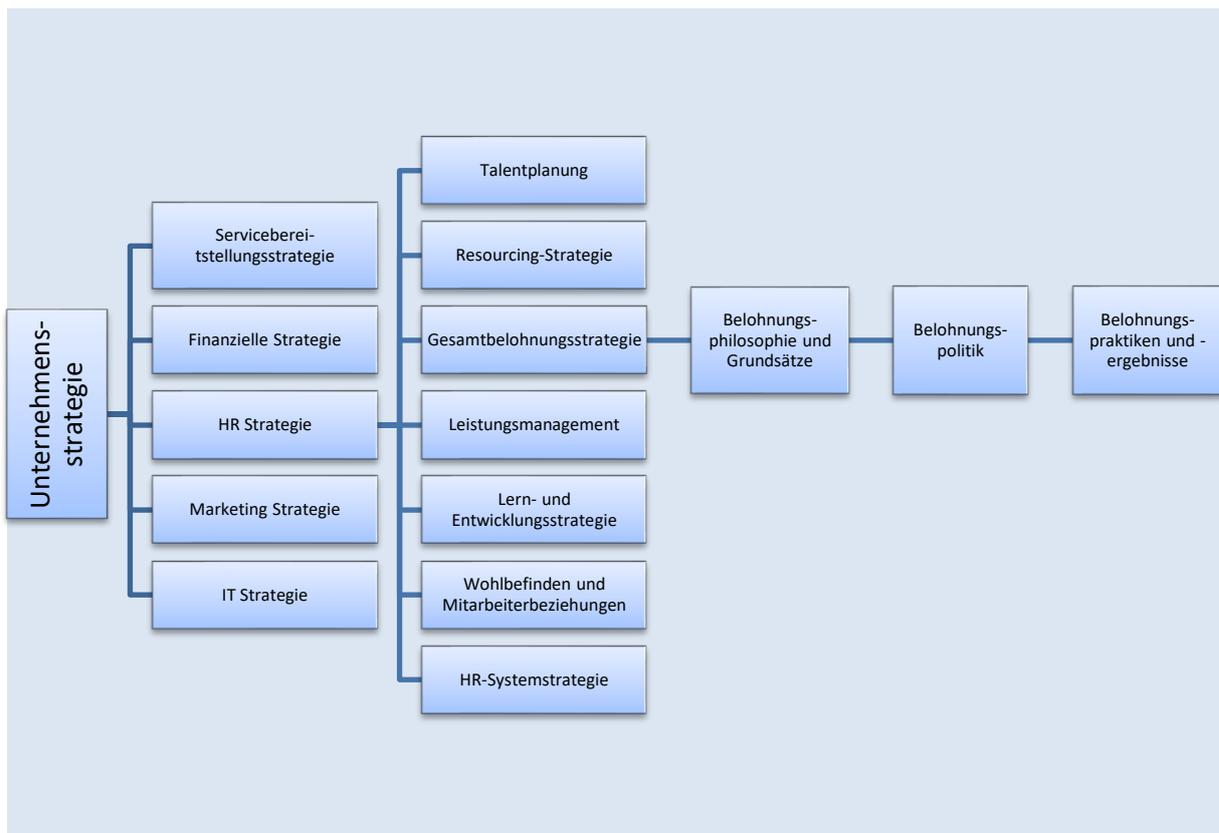 Unternehmens-
strategie
Servicebereі-
tstellungsstrategie
Finanzielle Strategie
HR Strategie
Marketing Strategie
IT Strategie
Talentplanung
Resourcing-Strategie
Gesamtbelohnungsstrategie
Leistungsmanagement
Lern- und
Entwicklungsstrategie
Wohlbefinden und
Mitarbeiterbeziehungen
HR-Systemstrategie
Belohnungs-
philosophie und
Grundsätze
Belohnungs-
politik
Belohnungs-
praktiken und -
ergebnisse